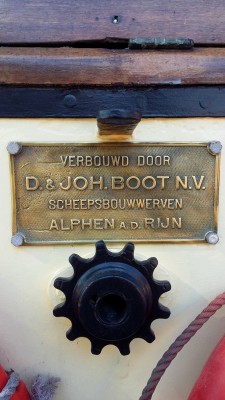 VERBOUWD DOOR
D. & JOH. BOOT N.V.
SCHEEPSBOUWWERVEN
ALPHEN A.D. RIJN